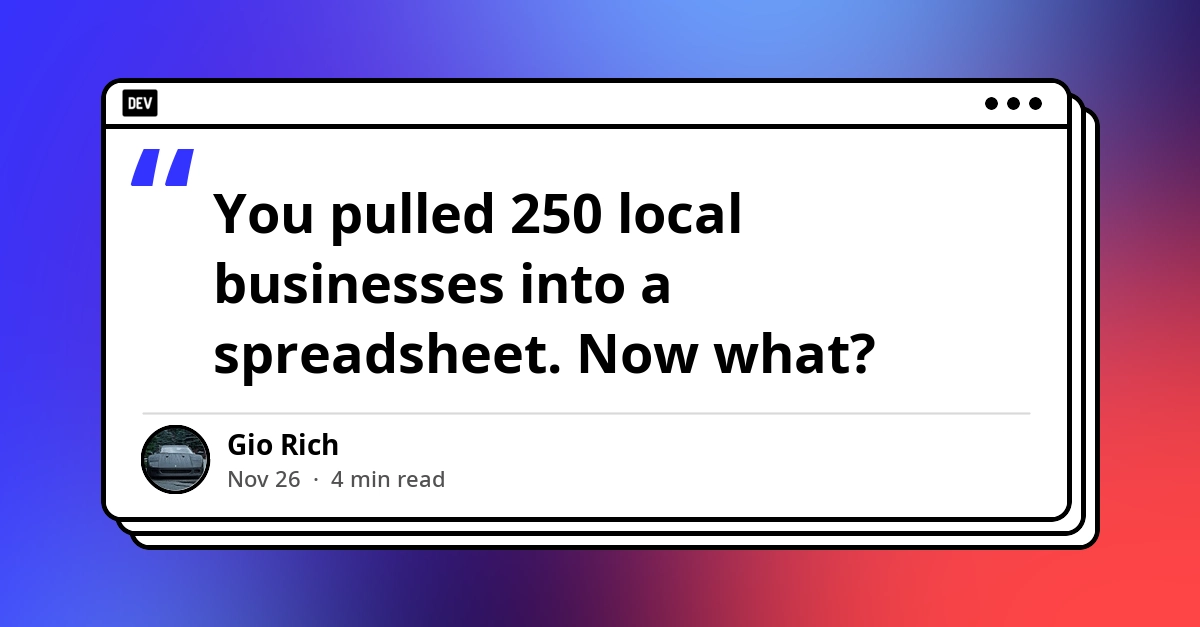 DEV
“
You pulled 250 local
businesses into a
spreadsheet. Now what?
Gio Rich
Nov 26 · 4 min read